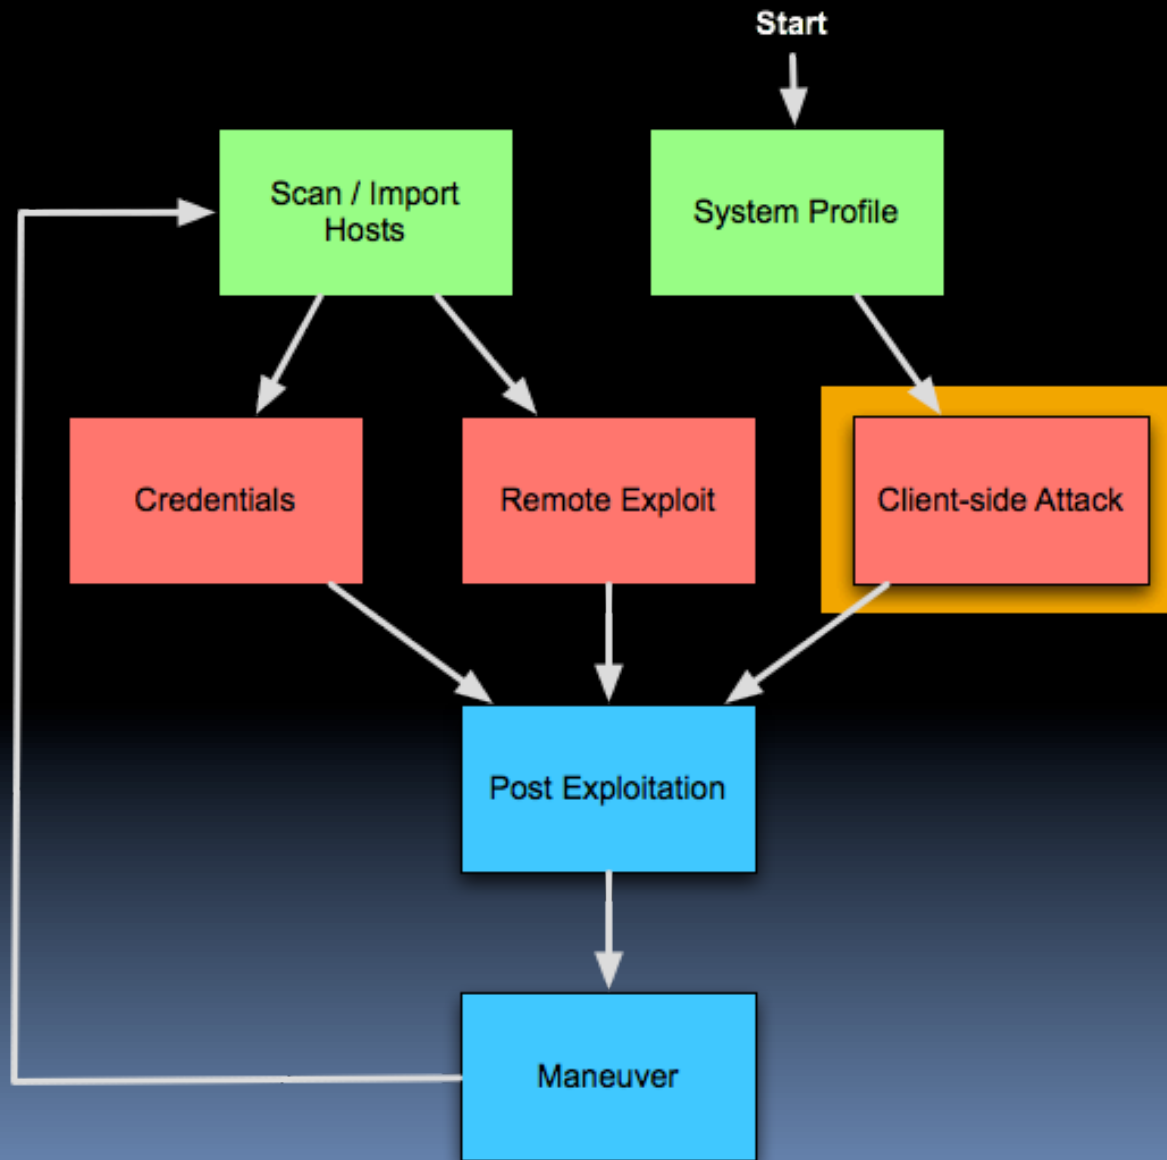 Start
Scan / Import
Hosts
System Profile
Credentials
Remote Exploit
Client-side Attack
Post Exploitation
Maneuver